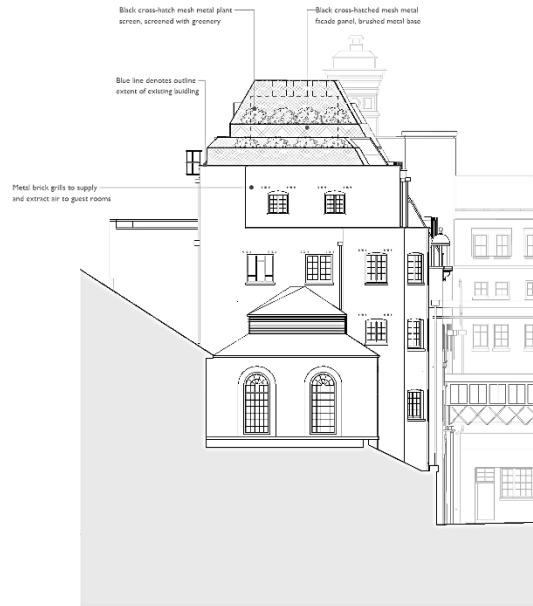 Black cross-hatch mesh metal plant
screen, screened with greenery
Black cross-hatched mesh metal
facade panel, brushed metal base
Blue line denotes outline
extent of existing buidling
Metal brick grills to supply
and extract air to guest rooms